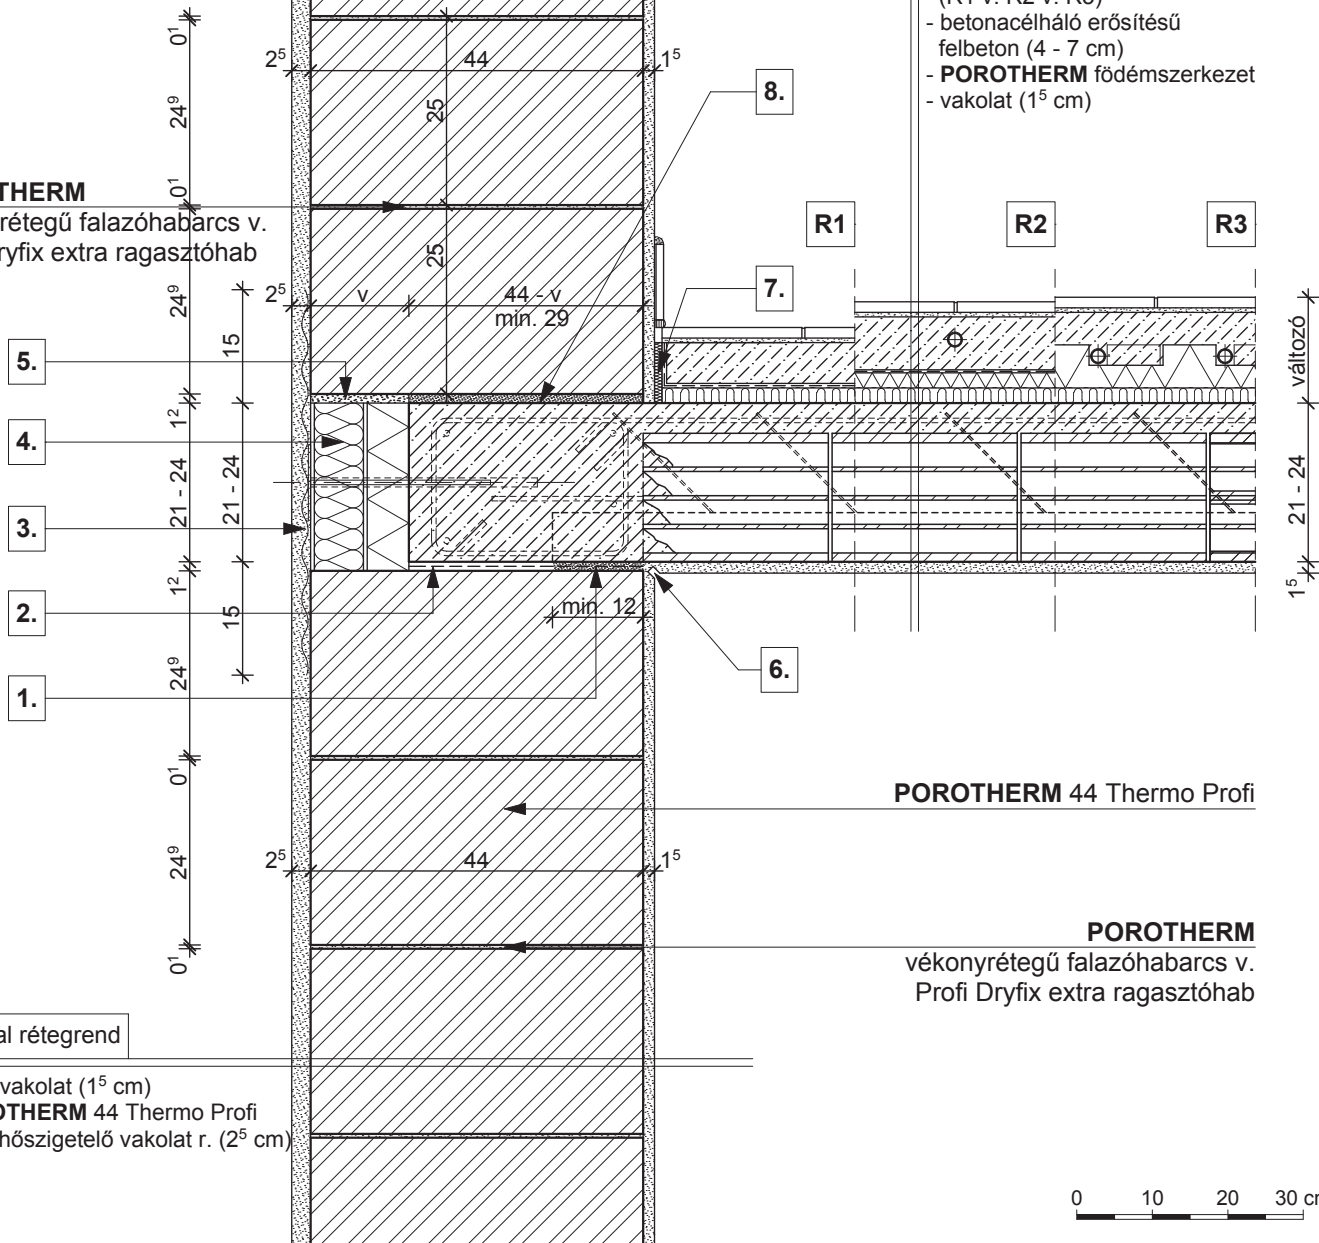 - betonacélháló erősítésű
felbeton (4 - 7 cm)
- POROTHERM födémszerkezet
- vakolat (1⁵ cm)
0¹
2⁵
44
1⁵
8.
24⁹
25
0¹
THERM
rétegű falazóhabarcs v.
ryfix extra ragasztóhab
R1
R2
R3
25
24⁹
2⁵
v
44 - v
min. 29
7.
15
változó
5.
1²
4.
21 - 24
21 - 24
21 - 24
3.
1²
15
2.
min. 12
1⁵
24⁹
6.
1.
0¹
POROTHERM 44 Thermo Profi
24⁹
2⁵
44
1⁵
0¹
POROTHERM
vékonyrétegű falazóhabarcs v.
Profi Dryfix extra ragasztóhab
al rétegrend
vakolat (1⁵ cm)
OTHERM 44 Thermo Profi
hőszigetelő vakolat r. (2⁵ cm)
0 10 20 30 cm